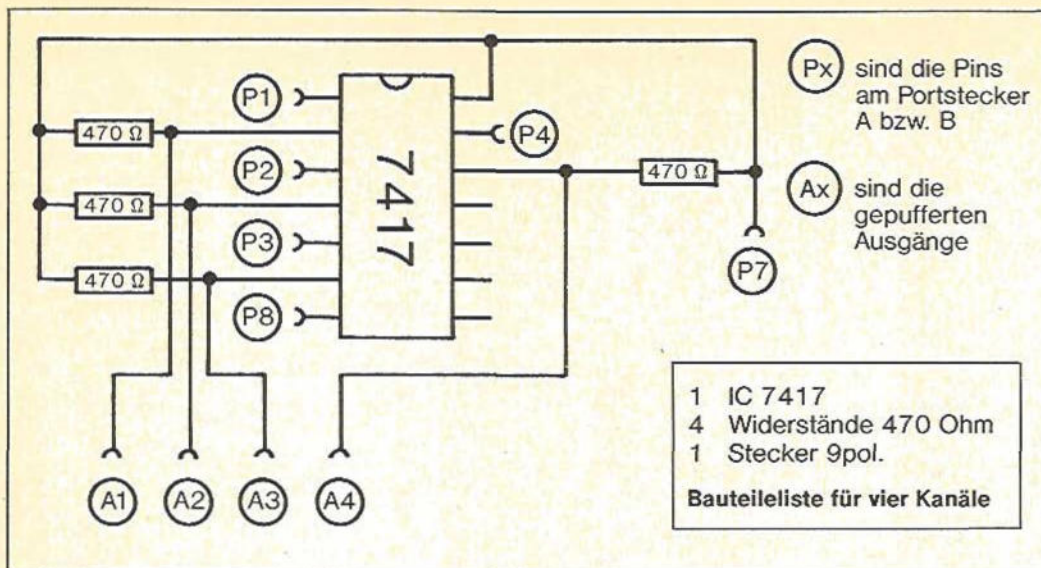 P1
P4
470 Ω
P2
470 Ω
470 Ω
P3
470 Ω
P8
7417
P7
A1
A2
A3
A4
Px sind die Pins
am Portstecker
A bzw. B
Ax sind die
gepufferten
Ausgänge
1 IC 7417
4 Widerstände 470 Ohm
1 Stecker 9pol.
Bauteileliste für vier Kanäle